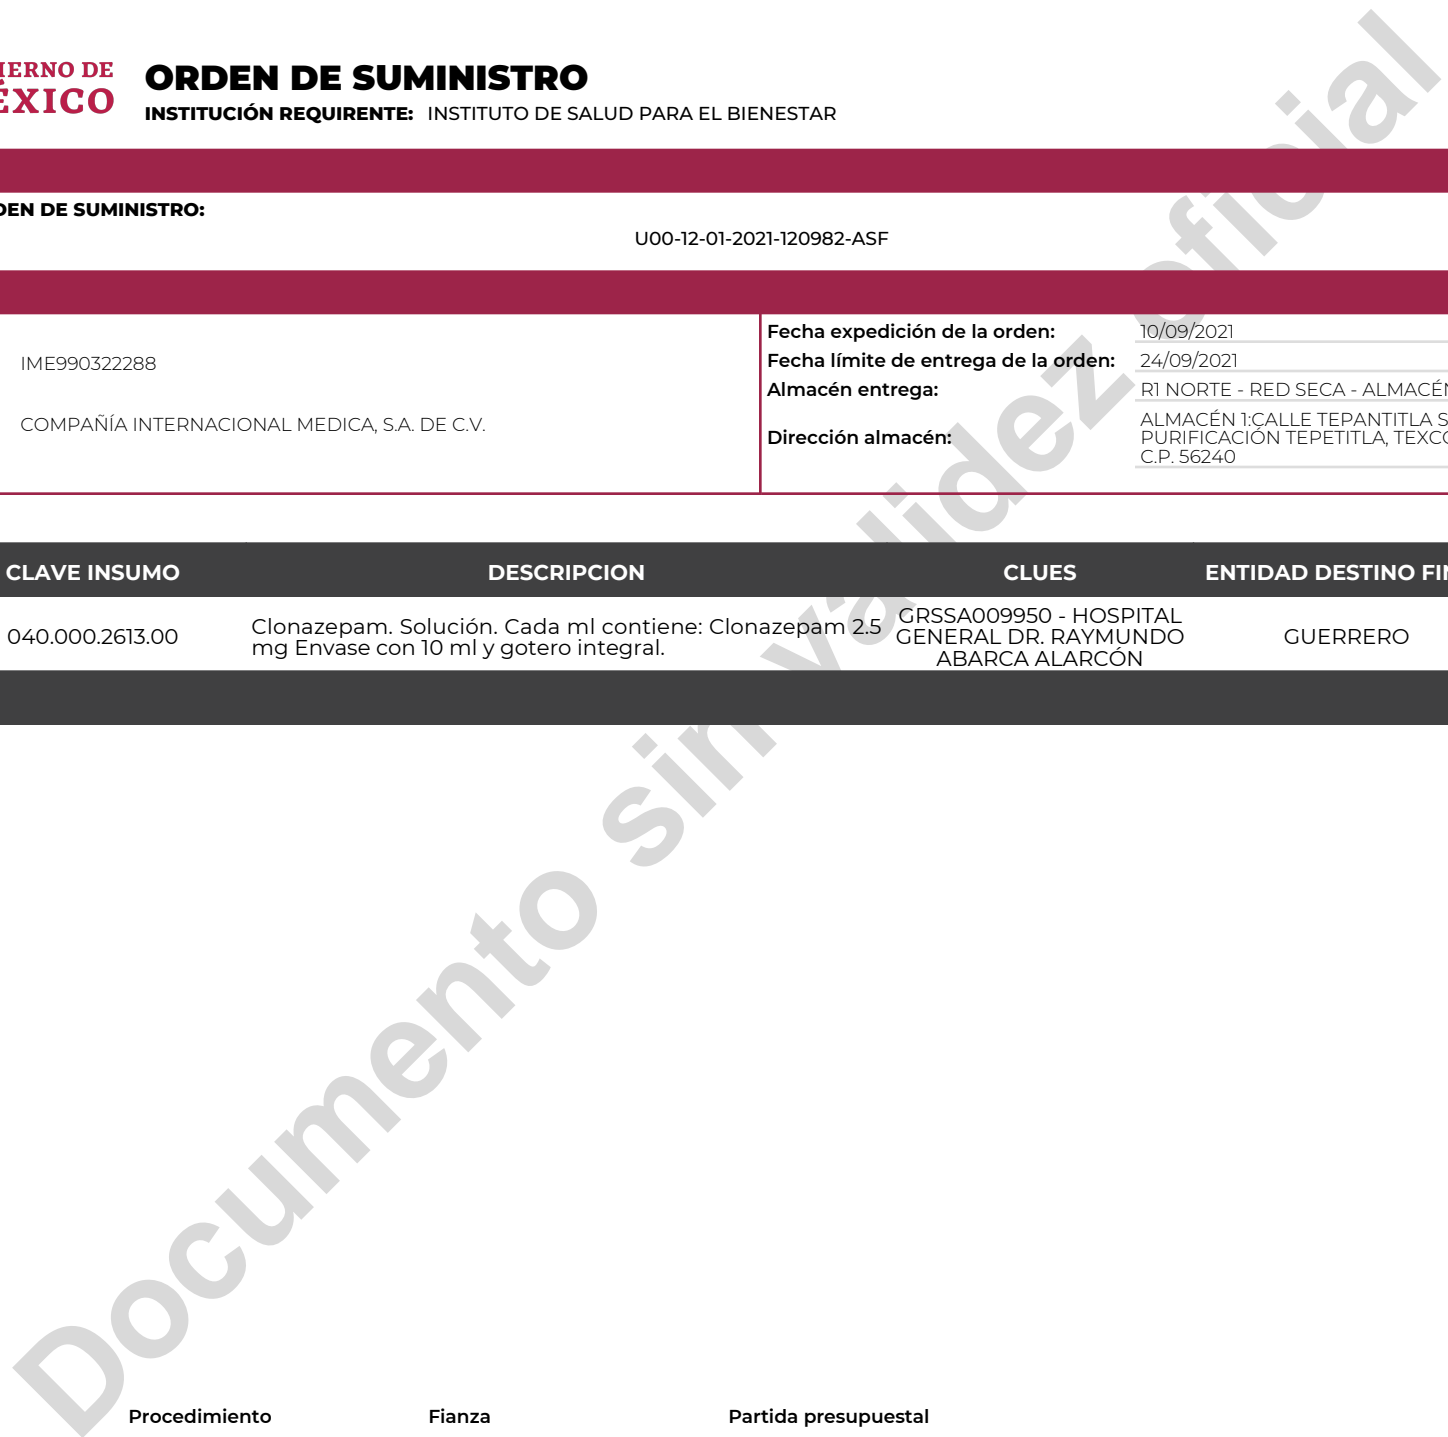 IERNO DE
ÉXICO
ORDEN DE SUMINISTRO
INSTITUCIÓN REQUIRENTE: INSTITUTO DE SALUD PARA EL BIENESTAR
DEN DE SUMINISTRO:
U00-12-01-2021-120982-ASF
IME990322288
COMPAÑÍA INTERNACIONAL MEDICA, S.A. DE C.V.
Fecha expedición de la orden: 10/09/2021
Fecha límite de entrega de la orden: 24/09/2021
Almacén entrega: R1 NORTE - RED SECA - ALMACÉN
Dirección almacén: ALMACÉN 1:CALLE TEPANTITLA S
PURIFICACIÓN TEPETITLA, TEXCO
C.P. 56240
CLAVE INSUMO DESCRIPCION CLUES ENTIDAD DESTINO FIN
040.000.2613.00
Clonazepam. Solución. Cada ml contiene: Clonazepam 2.5
mg Envase con 10 ml y gotero integral.
GRSSA009950 - HOSPITAL
GENERAL DR. RAYMUNDO
ABARCA ALARCÓN
GUERRERO
Documento sin validez oficial
Procedimiento Fianza Partida presupuestal